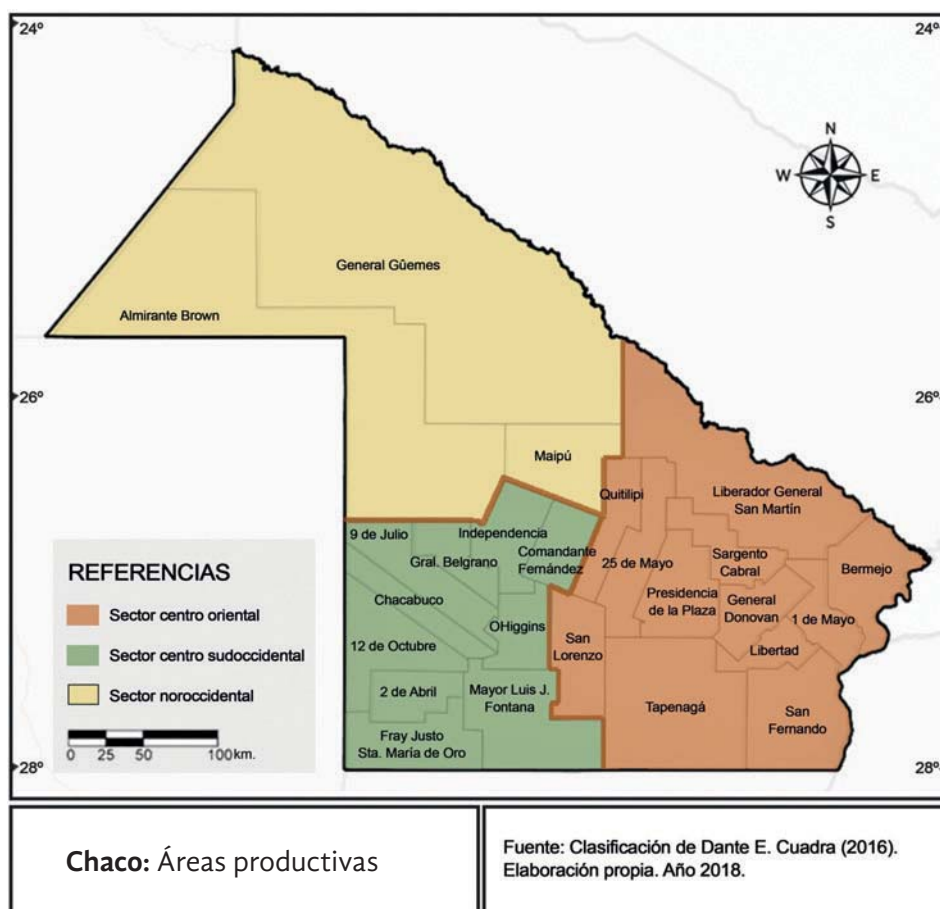 24º
24º
N
W
E
S
General Gûemes
Almirante Brown
26º
26º
Maipú
Quitilipi
Liberador General
San Martín
9 de Julio
Independencia
Gral. Belgrano
Comandante
Fernández
25 de Mayo
Sargento
Cabral
Bermejo
REFERENCIAS
Chacabuco
Presidencia
de la Plaza
General
Donovan
1 de Mayo
Sector centro oriental
OHiggins
12 de Octubre
San
Lorenzo
Libertad
Sector centro sudoccidental
2 de Abril
Mayor Luis J.
Fontana
Tapenagá
San
Fernando
Sector noroccidental
Fray Justo
Sta. María de Oro
0 25 50 100km.
28º
28º
Chaco: Áreas productivas
Fuente: Clasificación de Dante E. Cuadra (2016).
Elaboración propia. Año 2018.